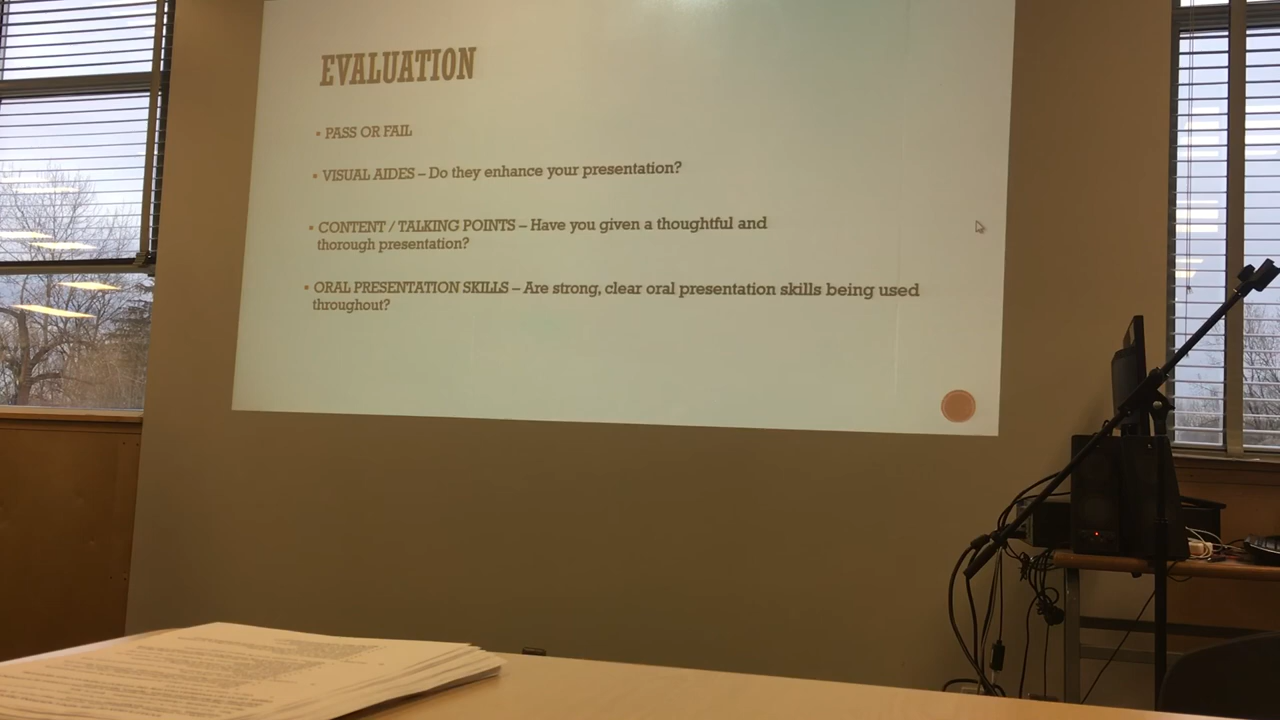 EVALUATION
• PASS OR FAIL
• VISUAL AIDES – Do they enhance your presentation?
• CONTENT / TALKING POINTS – Have you given a thoughtful and
thorough presentation?
• ORAL PRESENTATION SKILLS – Are strong, clear oral presentation skills being used
throughout?